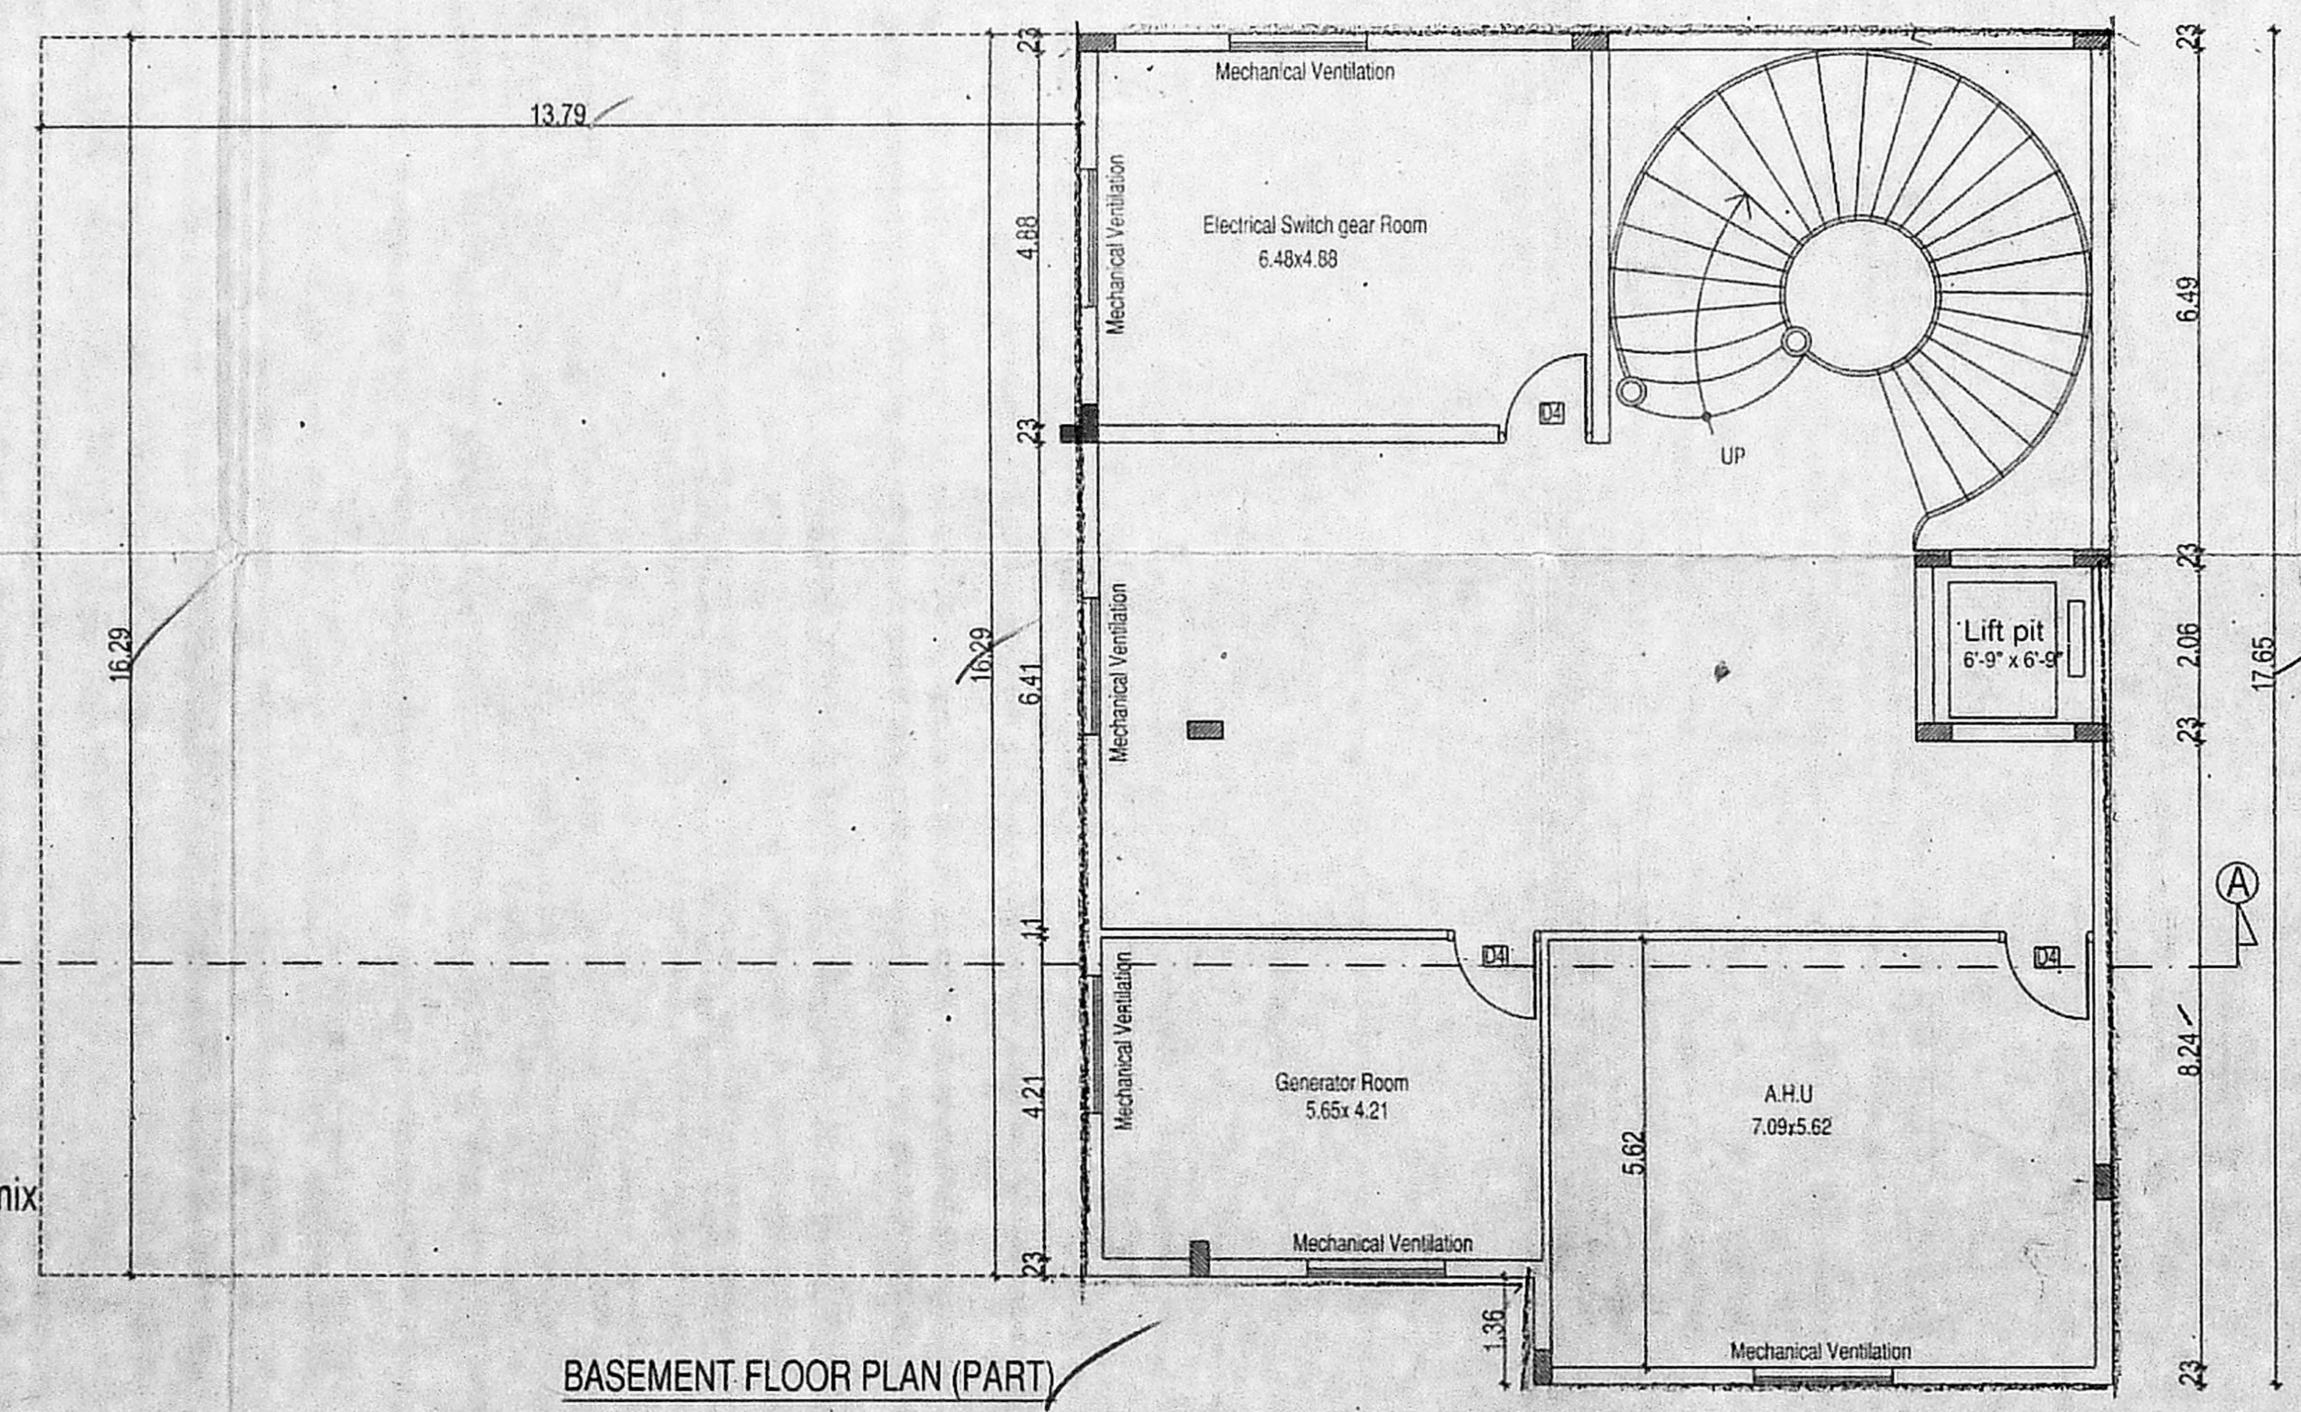 23
23
Mechanical Ventilation
13.79
Mechanical Ventilation
4.88
Electrical Switch gear Room
6.48x4.88
6.49
D4
23
UP
23
Mechanical Ventilation
Lift pit
6'-9" x 6'-9"
16.29
16.29
6.41
2.06
17.65
23
A
11
D4
D4
Mechanical Ventilation
8.24
Generator Room
5.65x 4.21
4.21
A.H.U
7.09x5.62
5.62
nix
Mechanical Ventilation
23
1.36
Mechanical Ventilation
23
BASEMENT FLOOR PLAN (PART)